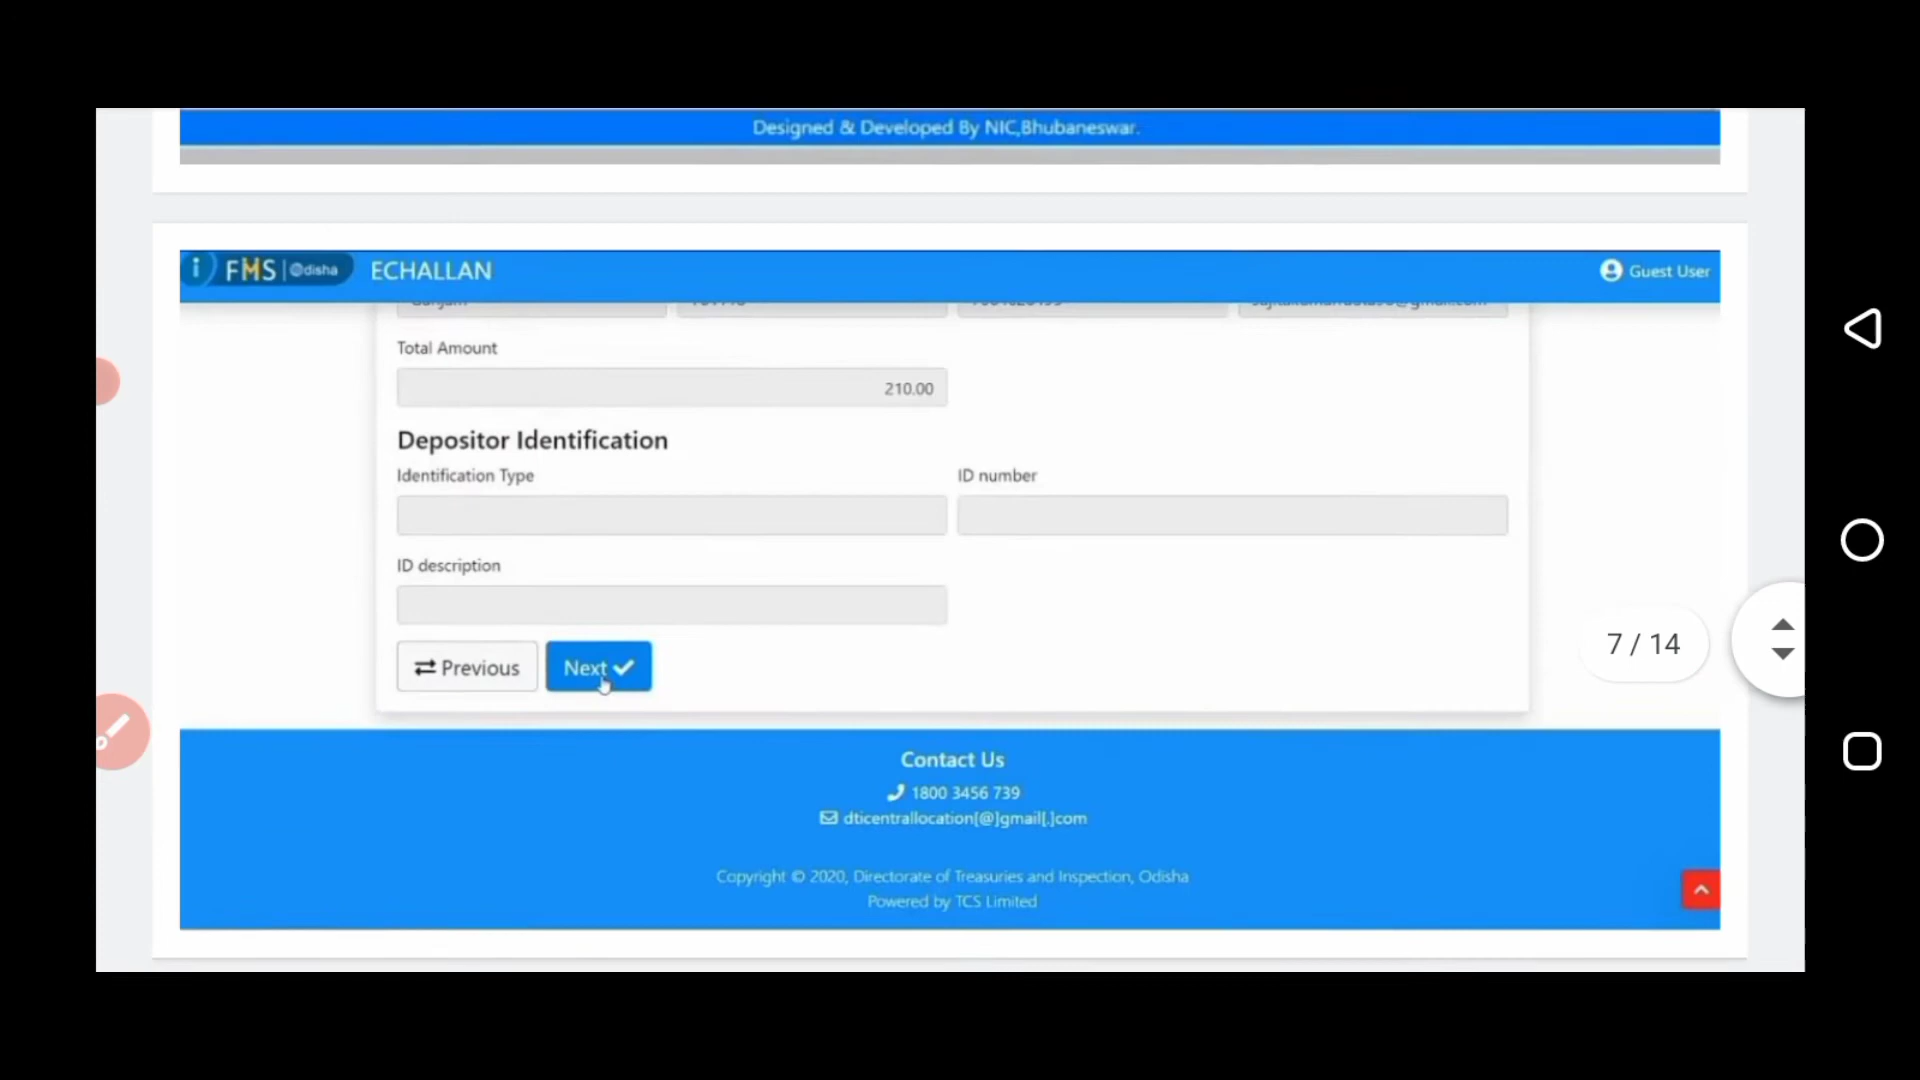 Designed & Developed By NIC,Bhubaneswar.
i FMS | Odisha ECHALLAN Guest User
Total Amount
210.00
Depositor Identification
Identification Type ID number
ID description
Previous Next
7 / 14
Contact Us
1800 3456 739
dticentrallocation[@]gmail[.]com
Copyright © 2020, Directorate of Treasuries and Inspection, Odisha
Powered by TCS Limited